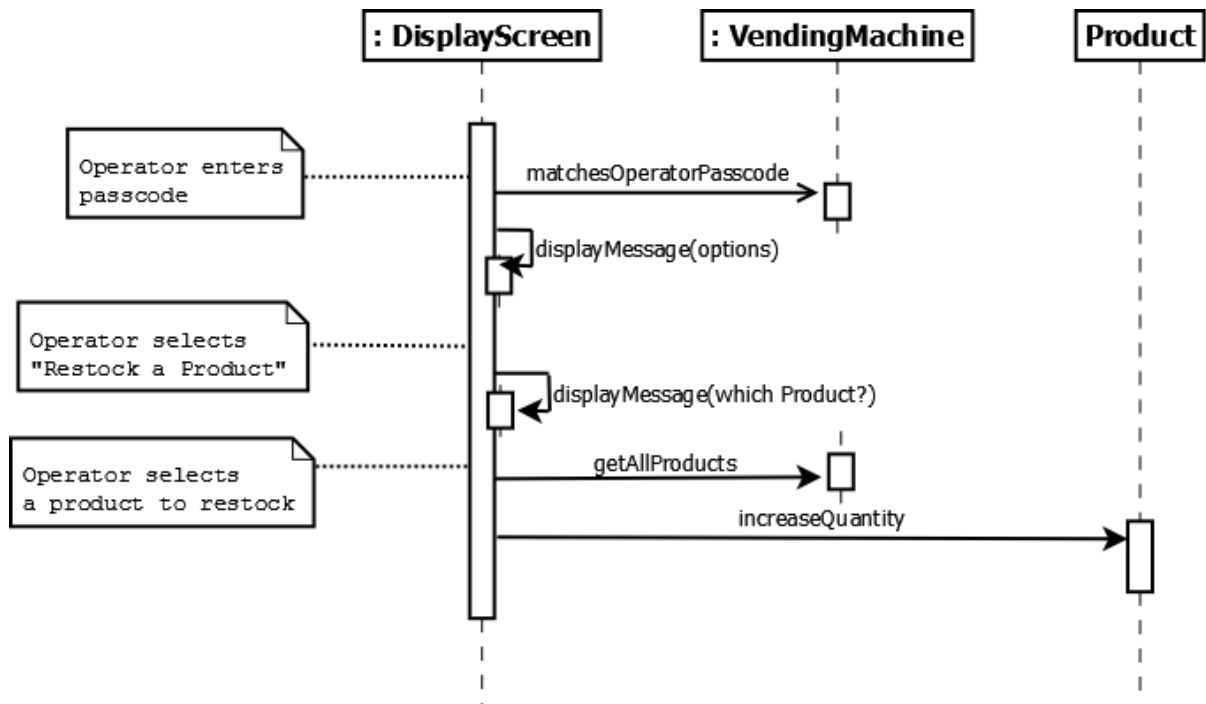 : DisplayScreen
: VendingMachine
Product
Operator enters
passcode
matchesOperatorPasscode
displayMessage(options)
Operator selects
"Restock a Product"
displayMessage(which Product?)
Operator selects
a product to restock
getAllProducts
increaseQuantity